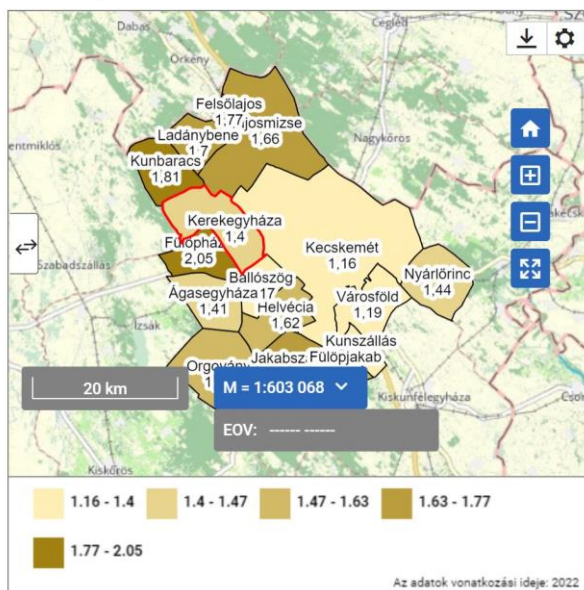 Dabas
Cegléd
Örkény
Felsőlajos
1,77
Lajosmizse
1,66
Ladánybene
1,7
Nagykőrös
Kunbaracs
1,81
Kerekegyháza
1,4
2,05
Kecskemét
1,16
Nyárlőrinc
1,44
Szabadszállás
Ballószög
17
Ágasegyháza
1,41
Városföld
1,19
Helvécia
1,62
Izsák
Kunszállás
Fülöpjakab
Jakabsz
Orgovány
20 km
M = 1:603 068
Kiskunfélegyháza
EOV: ------ ------
Kiskőrös
1.16 - 1.4
1.4 - 1.47
1.47 - 1.63
1.63 - 1.77
1.77 - 2.05
Az adatok vonatkozási ideje: 2022